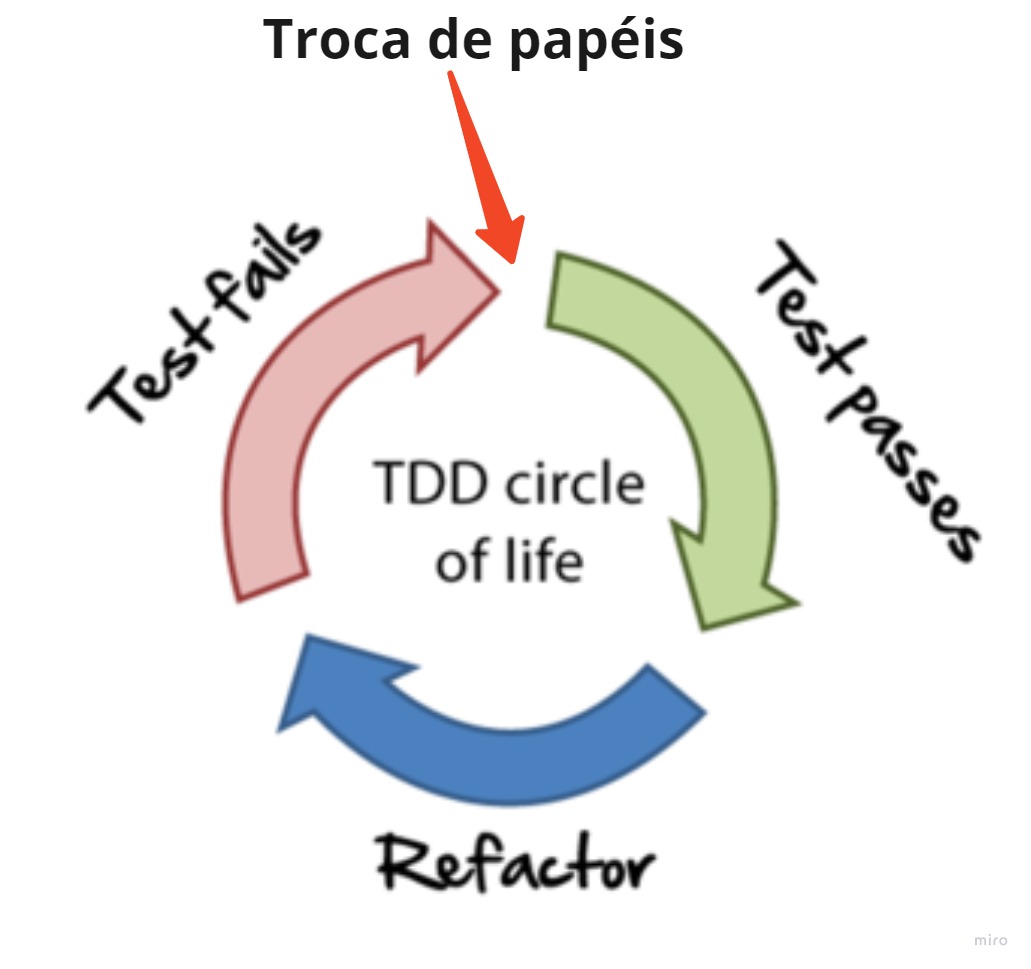 Troca de papéis
Test fails
Test passes
TDD circle
of life
Refactor
miro